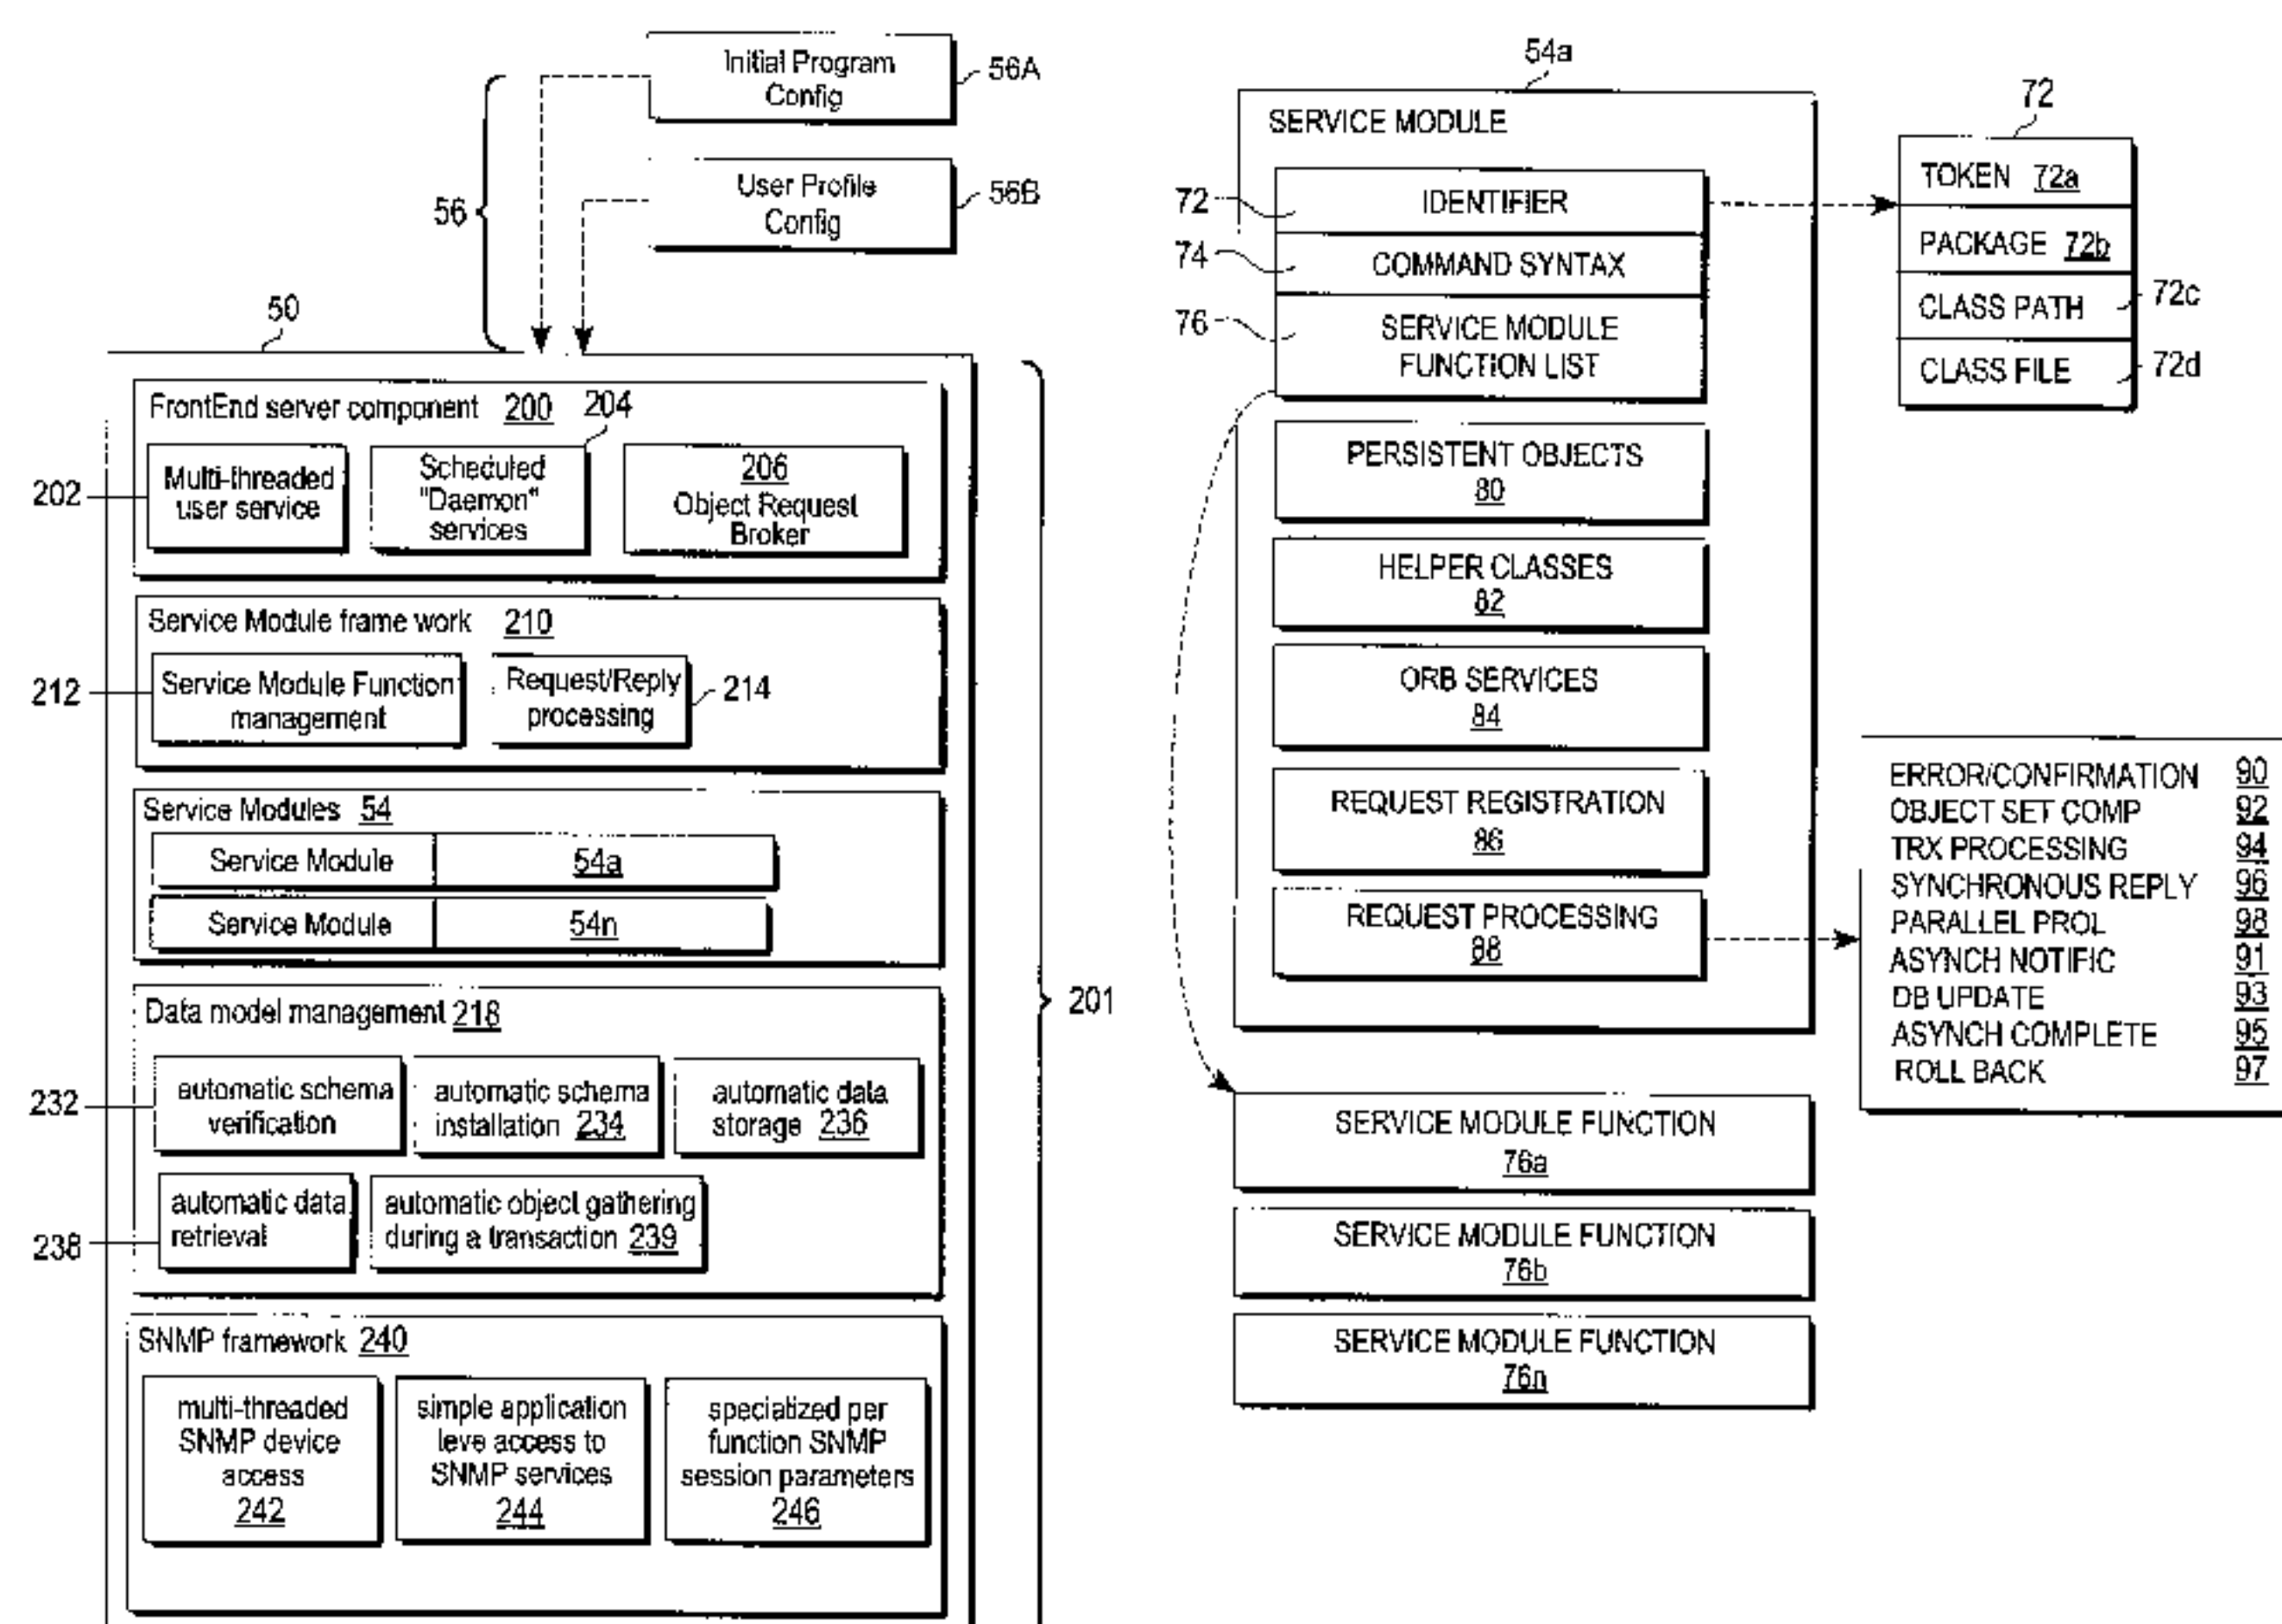 Initial Program
Config
56A
User Profile
Config
56B
56
50
FrontEnd server component 200
204
202
Multi-threaded
user service
Scheduled
"Daemon"
services
206
Object Request
Broker
Service Module frame work 210
212
Service Module Function
management
Request/Reply
processing
214
Service Modules 54
Service Module 54a
Service Module 54n
201
Data model management 218
232
automatic schema
verification
automatic schema
installation 234
automatic data
storage 236
238
automatic data
retrieval
automatic object gathering
during a transaction 239
SNMP framework 240
multi-threaded
SNMP device
access
242
simple application
leve access to
SNMP services
244
specialized per
function SNMP
session parameters
246
54a
SERVICE MODULE
72
IDENTIFIER
74
COMMAND SYNTAX
76
SERVICE MODULE
FUNCTION LIST
PERSISTENT OBJECTS
80
HELPER CLASSES
82
ORB SERVICES
84
REQUEST REGISTRATION
86
REQUEST PROCESSING
88
SERVICE MODULE FUNCTION
76a
SERVICE MODULE FUNCTION
76b
SERVICE MODULE FUNCTION
76n
72
TOKEN 72a
PACKAGE 72b
CLASS PATH
72c
CLASS FILE
72d
ERROR/CONFIRMATION 90
OBJECT SET COMP 92
TRX PROCESSING 94
SYNCHRONOUS REPLY 96
PARALLEL PROL 98
ASYNCH NOTIFIC 91
DB UPDATE 93
ASYNCH COMPLETE 95
ROLL BACK 97